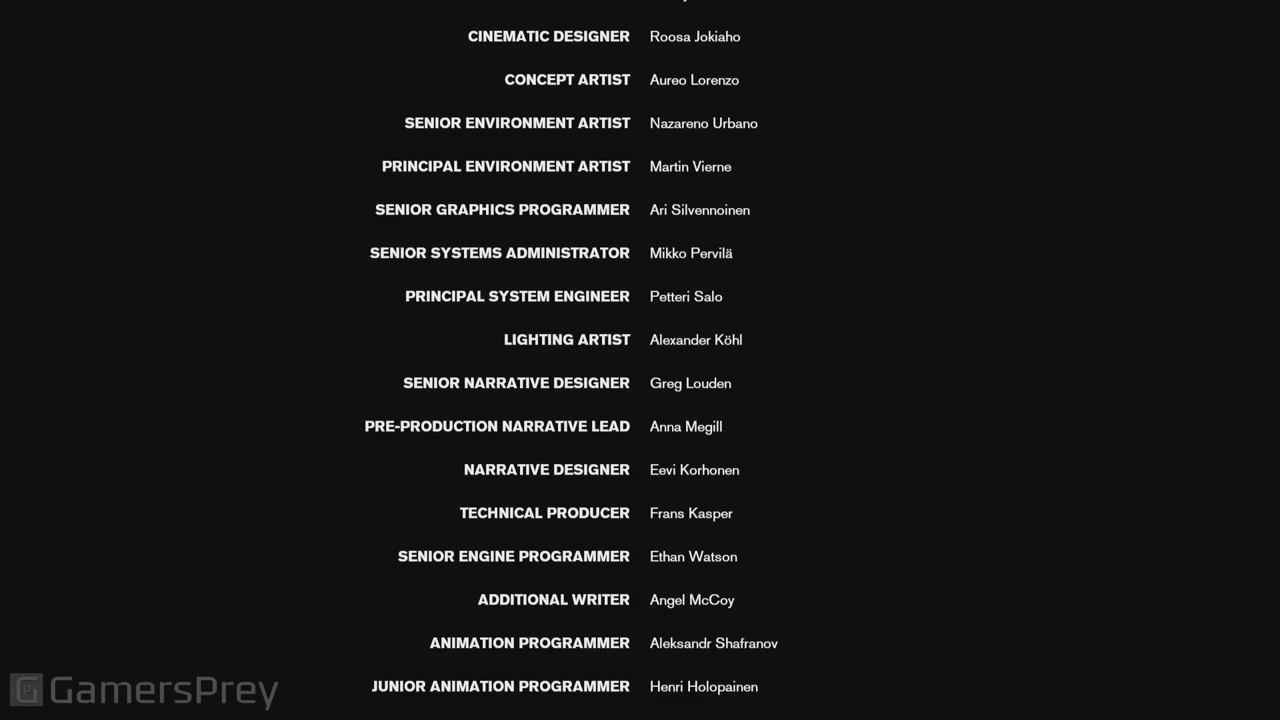 CINEMATIC DESIGNER Roosa Jokiaho
CONCEPT ARTIST Aureo Lorenzo
SENIOR ENVIRONMENT ARTIST Nazareno Urbano
PRINCIPAL ENVIRONMENT ARTIST Martin Vierne
SENIOR GRAPHICS PROGRAMMER Ari Silvennoinen
SENIOR SYSTEMS ADMINISTRATOR Mikko Pervilä
PRINCIPAL SYSTEM ENGINEER Petteri Salo
LIGHTING ARTIST Alexander Köhl
SENIOR NARRATIVE DESIGNER Greg Louden
PRE-PRODUCTION NARRATIVE LEAD Anna Megill
NARRATIVE DESIGNER Eevi Korhonen
TECHNICAL PRODUCER Frans Kasper
SENIOR ENGINE PROGRAMMER Ethan Watson
ADDITIONAL WRITER Angel McCoy
ANIMATION PROGRAMMER Aleksandr Shafranov
JUNIOR ANIMATION PROGRAMMER Henri Holopainen
GamersPrey